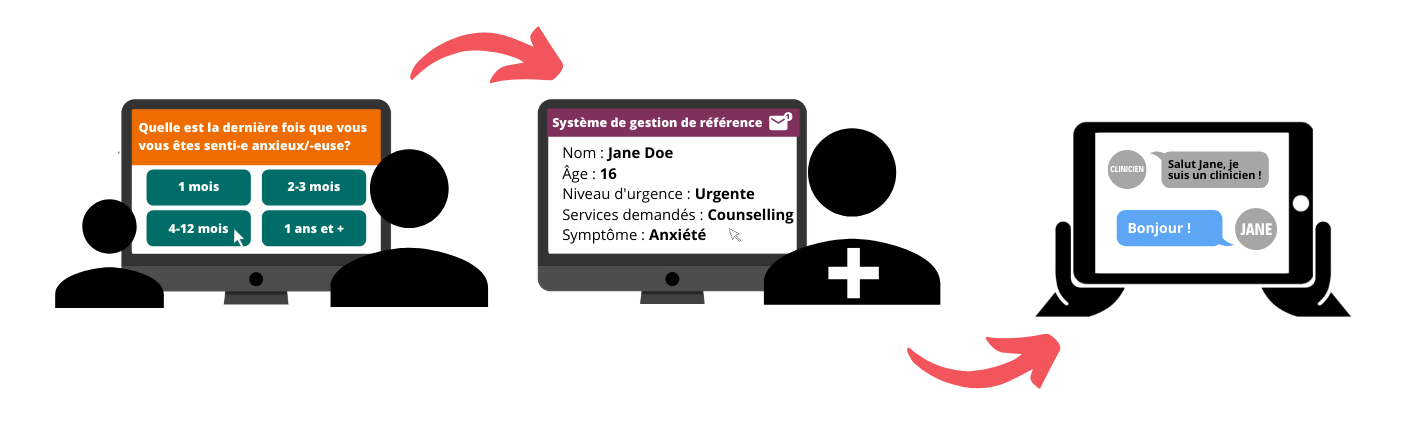 Quelle est la dernière fois que vous
vous êtes senti-e anxieux/-euse?
1 mois
2-3 mois
4-12 mois
1 ans et +
Système de gestion de référence
1
Nom : Jane Doe
Âge : 16
Niveau d'urgence : Urgente
Services demandés : Counselling
Symptôme : Anxiété
CLINICIEN
Salut Jane, je
suis un clinicien !
Bonjour !
JANE